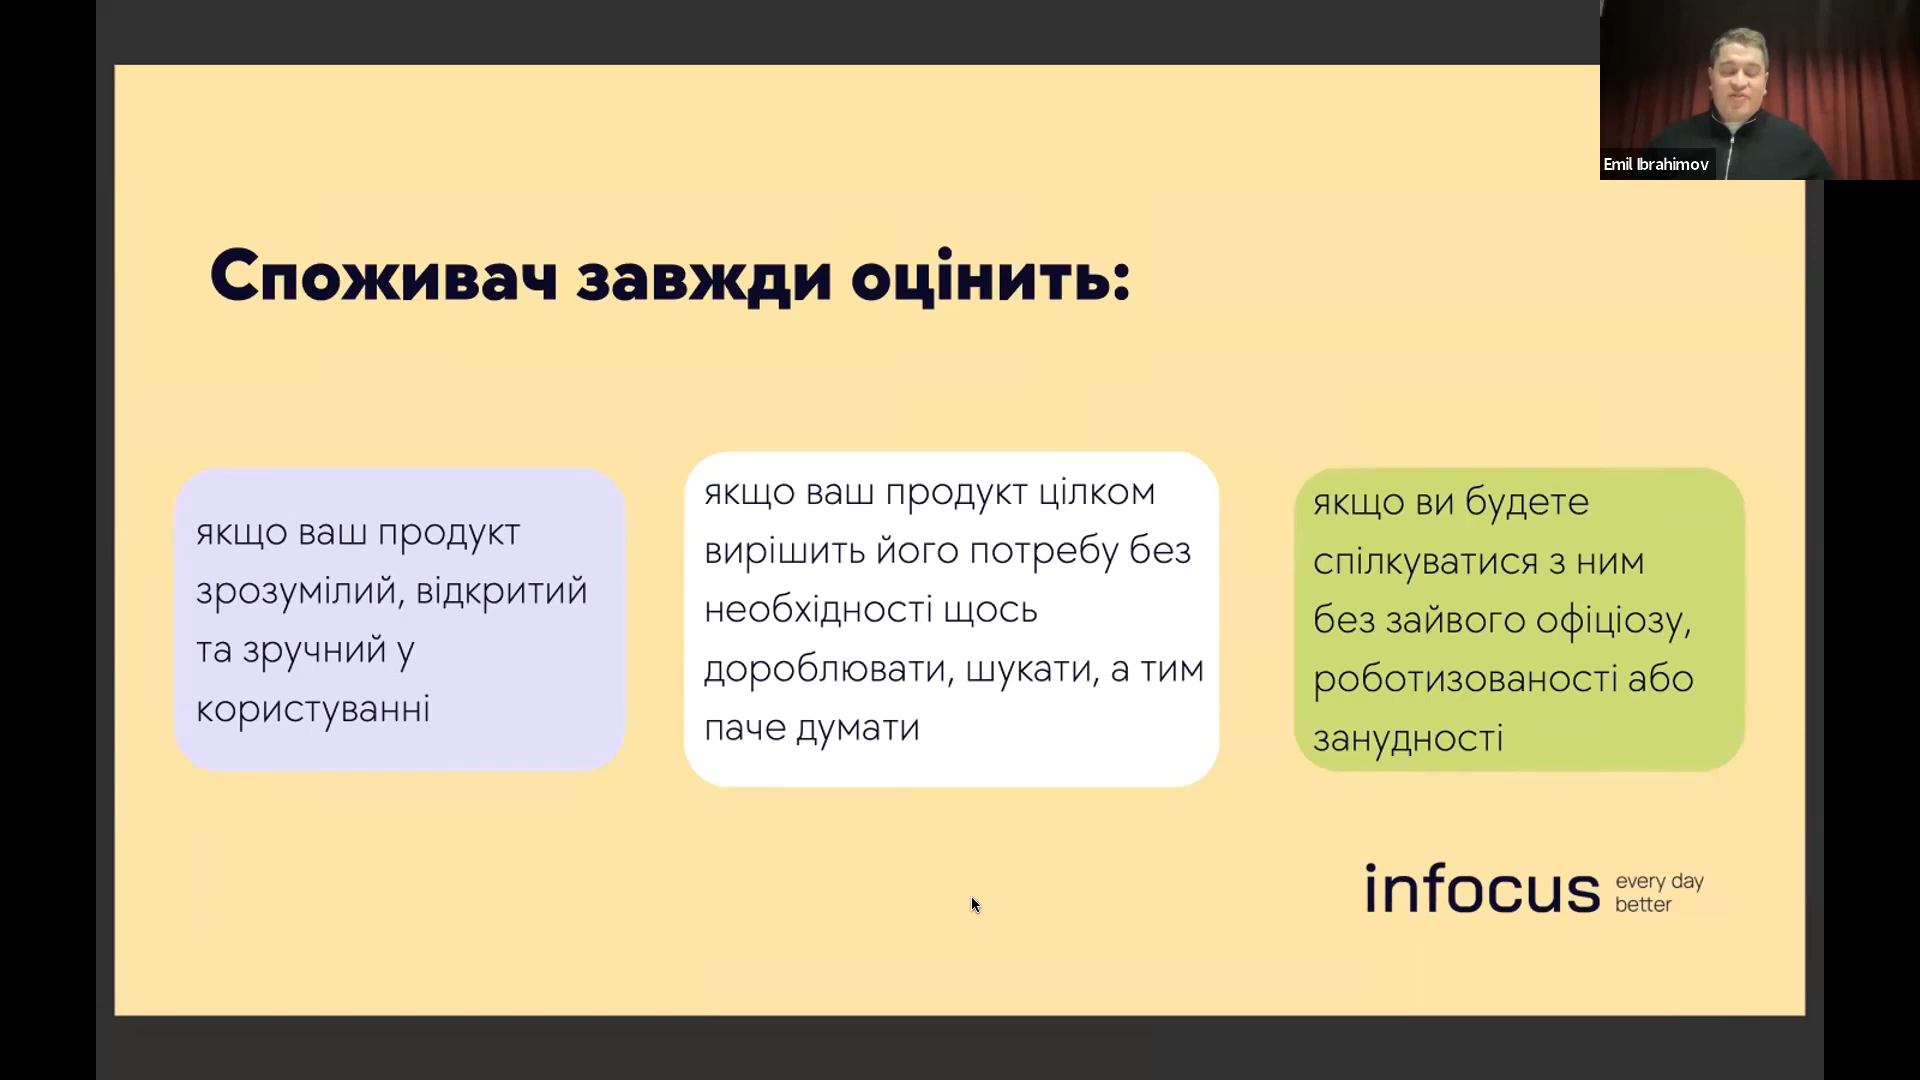 Emil Ibrahimov
Споживач завжди оцінить:
якщо ваш продукт
зрозумілий, відкритий
та зручний у
користуванні
якщо ваш продукт цілком
вирішить його потребу без
необхідності щось
дороблювати, шукати, а тим
паче думати
якщо ви будете
спілкуватися з ним
без зайвого офіціозу,
роботизованості або
занудності
infocus
every day
better